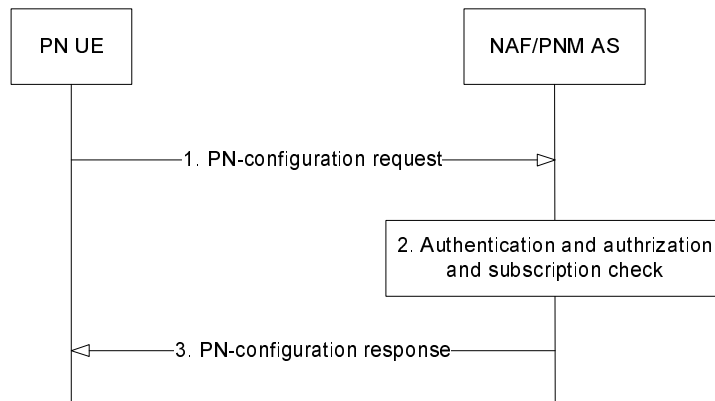 PN UE
NAF/PNM AS
1. PN-configuration request
2. Authentication and authrization
and subscription check
3. PN-configuration response